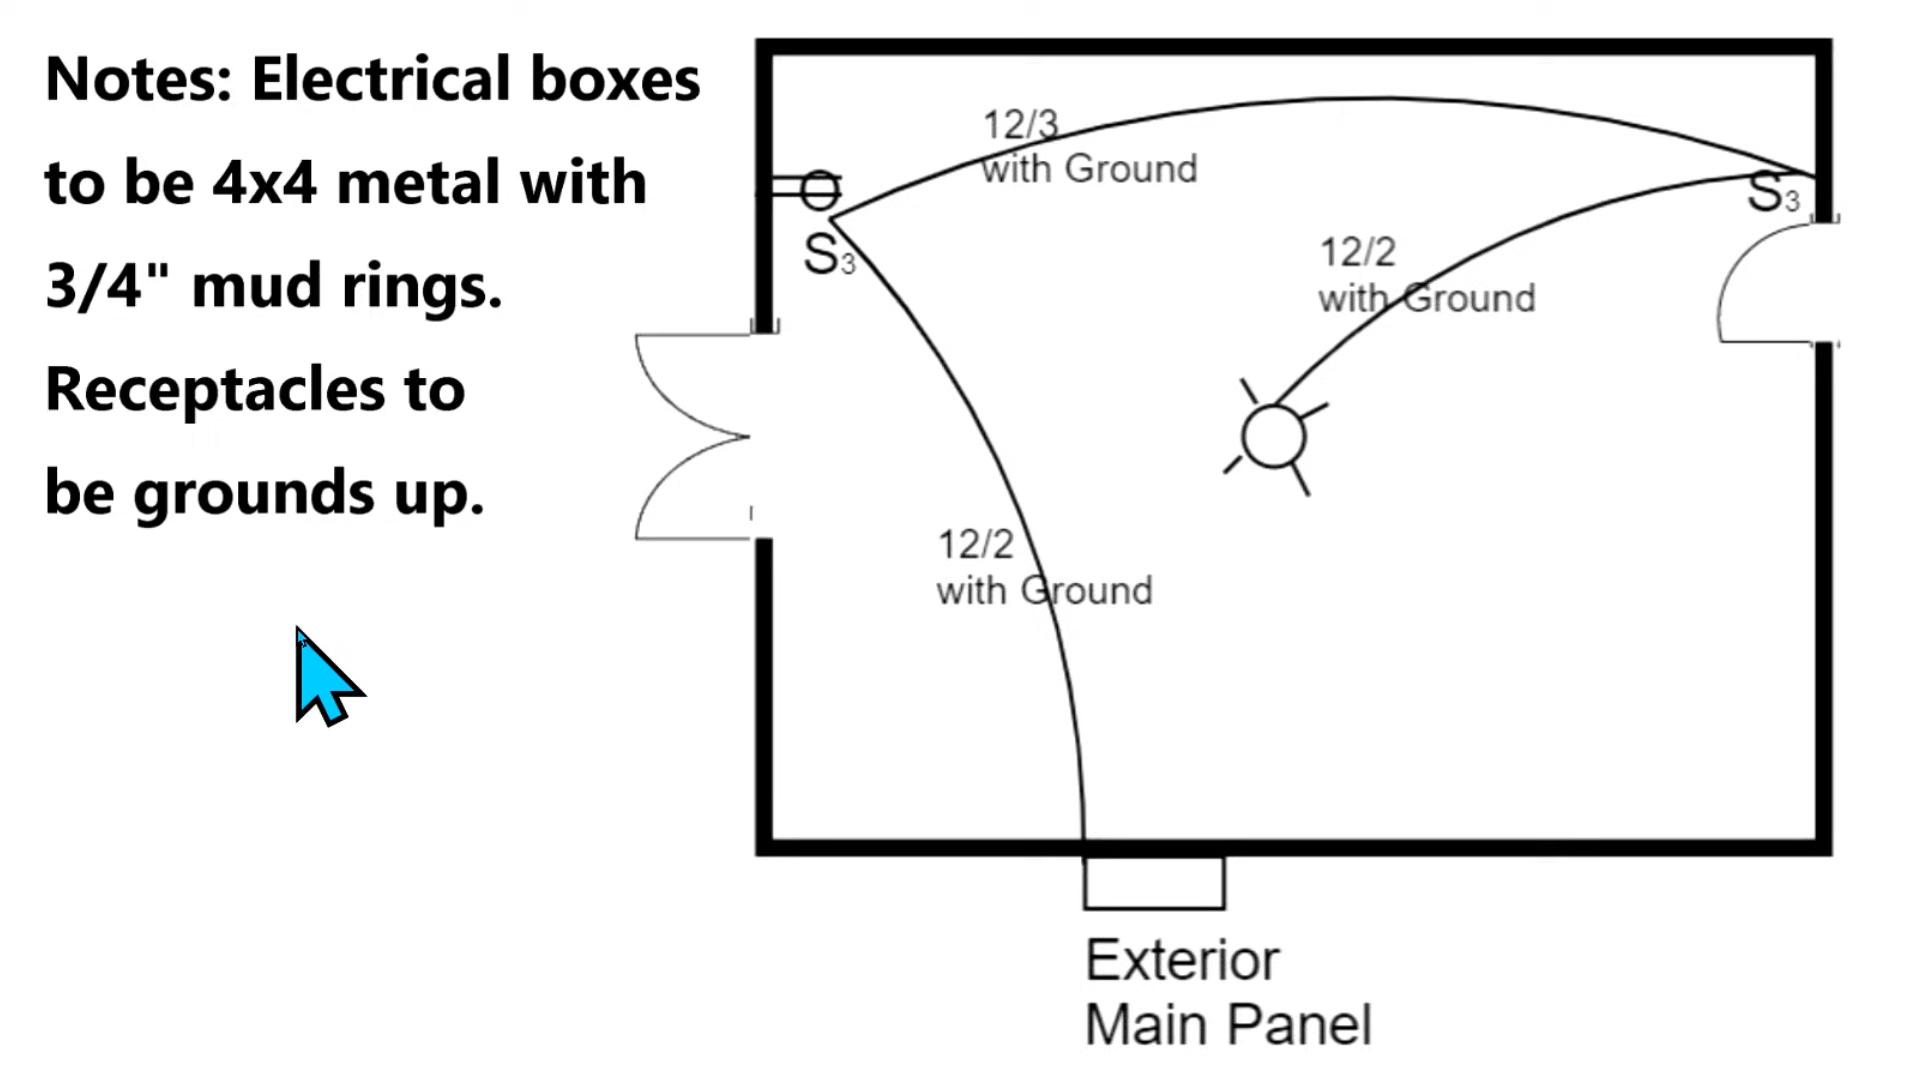 Notes: Electrical boxes
to be 4x4 metal with
3/4" mud rings.
Receptacles to
be grounds up.
12/3
with Ground
S3
S3
12/2
with Ground
12/2
with Ground
Exterior
Main Panel